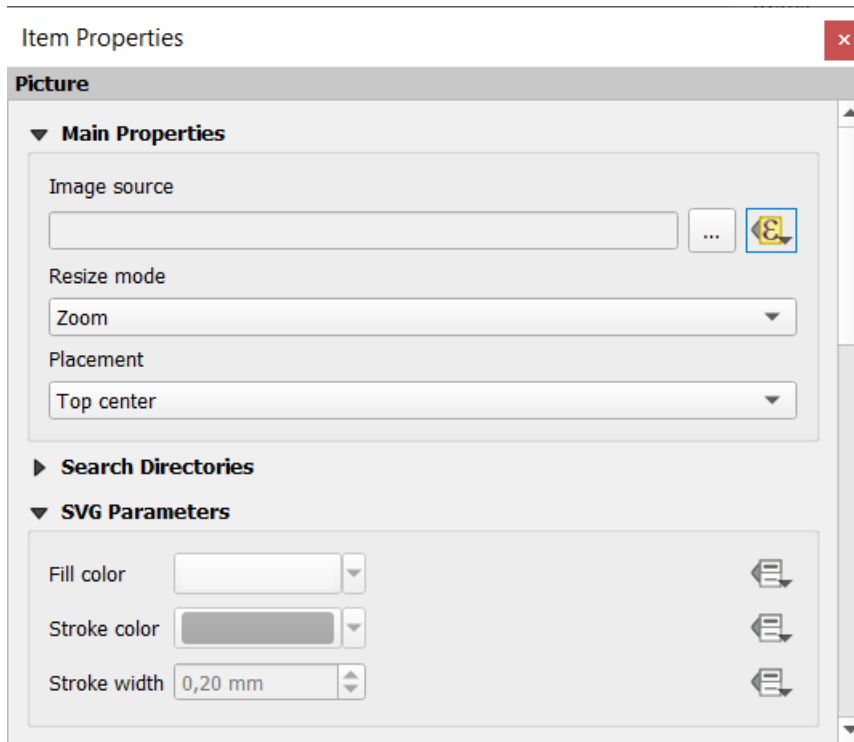 Item Properties
Picture
Main Properties
Image source
...
ε
Resize mode
Zoom
Placement
Top center
Search Directories
SVG Parameters
Fill color
Stroke color
Stroke width 0,20 mm